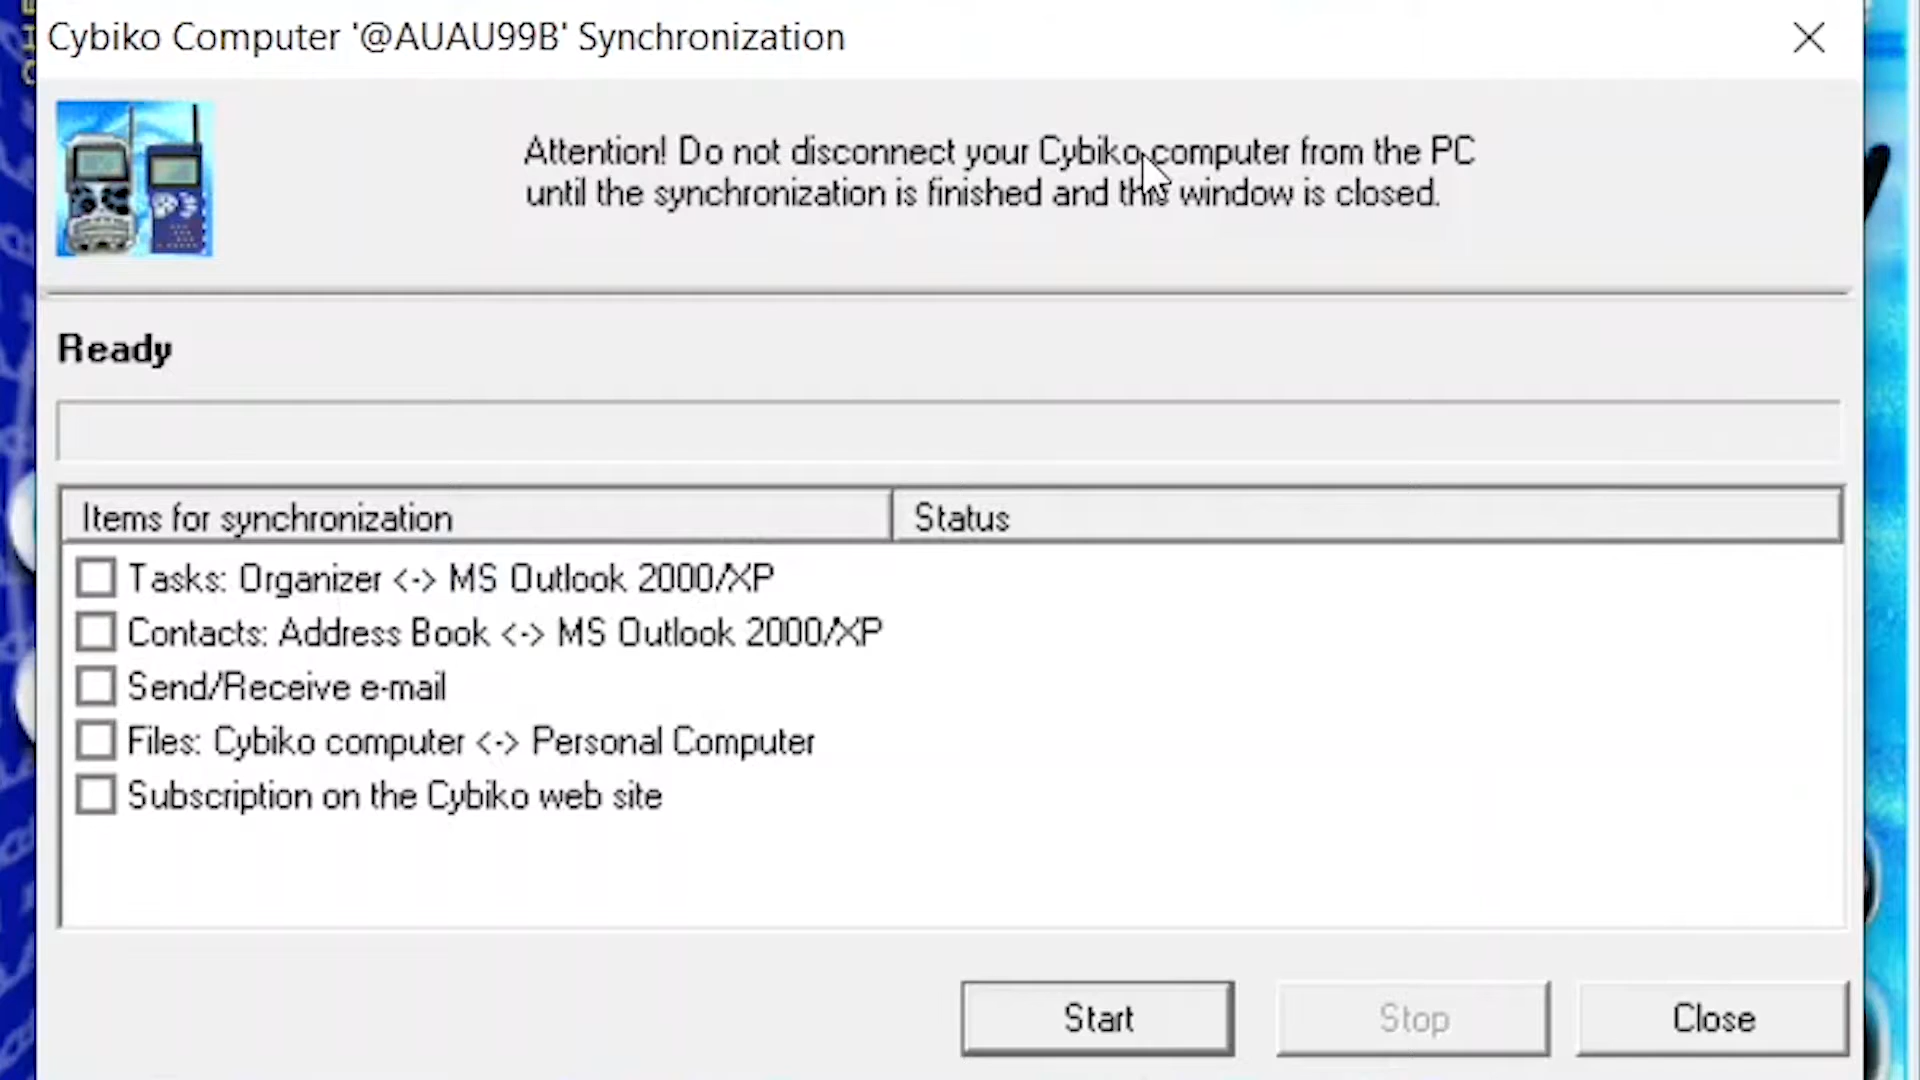 Cybiko Computer '@AUAU99B' Synchronization
Attention! Do not disconnect your Cybiko computer from the PC
until the synchronization is finished and this window is closed.
Ready
Items for synchronization
Status
Tasks: Organizer <-> MS Outlook 2000/XP
Contacts: Address Book <-> MS Outlook 2000/XP
Send/Receive e-mail
Files: Cybiko computer <-> Personal Computer
Subscription on the Cybiko web site
Start
Stop
Close